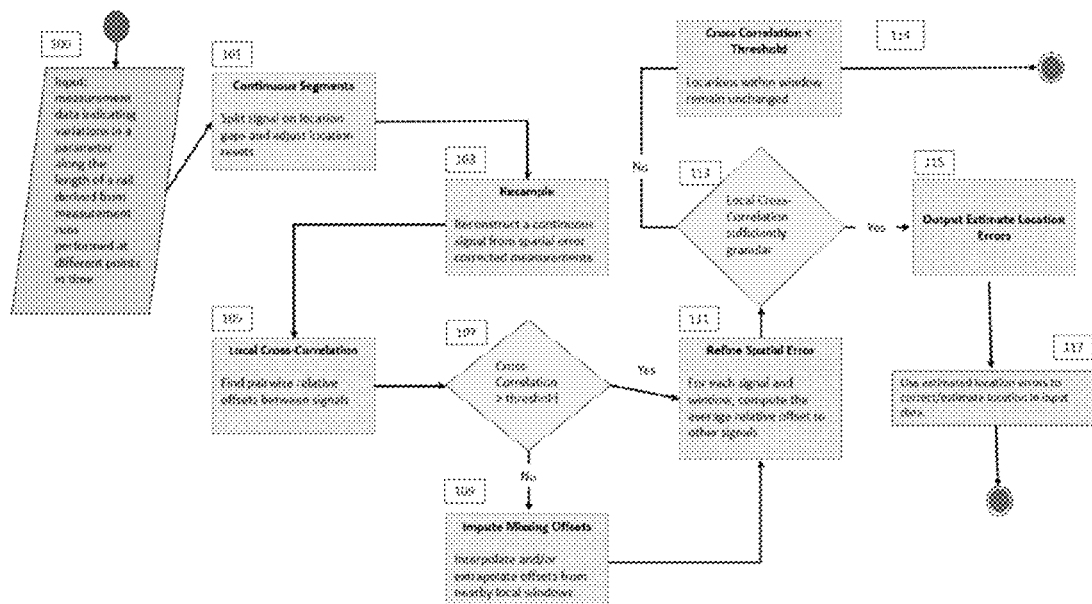 100
Input:
measurement
data indicating
variations in a
parameter
along the
length of a rail
derived from
measurement
runs
performed at
different points
in time
101
Continuous Segments
Split signal on location
gaps and adjust location
resets
103
Resample
Reconstruct a continuous
signal from spatial error
corrected measurements
105
Local Cross-Correlation
Find pairwise relative
offsets between signals
107
Cross
Correlation
≥ threshold
Yes
No
109
Impute Missing Offsets
Interpolate and/or
extrapolate offsets from
nearby local windows
111
Refine Spatial Error
For each signal and
window, compute the
average relative offset to
other signals
113
Local Cross-
Correlation
sufficiently
granular
No
Yes
Cross Correlation <
Threshold
Locations within window
remain unchanged
114
115
Output Estimate Location
Errors
117
Use estimated location errors to
correct/estimate location in input
data